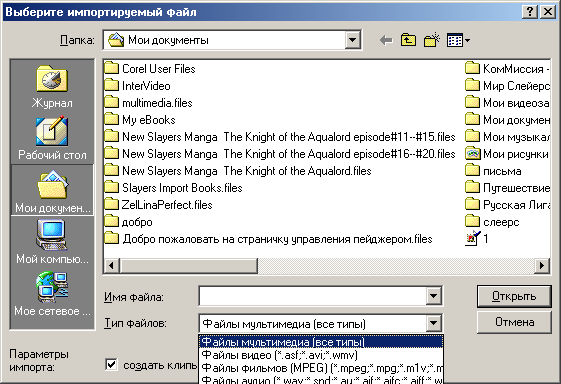 Выберите импортируемый файл
Папка: Мои документы
Журнал
Рабочий стол
Мои докумен...
Мой компью...
Мое сетевое ...
Corel User Files
InterVideo
multimedia.files
My eBooks
New Slayers Manga The Knight of the Aqualord episode#11--#15.files
New Slayers Manga The Knight of the Aqualord episode#16--#20.files
New Slayers Manga The Knight of the Aqualord.files
Slayers Import Books.files
ZelLinaPerfect.files
добро
Добро пожаловать на страничку управления пейджером.files
КомМиссия -
Мир Слейерс
Мои видеоза
Мои докумен
Мои музыкал
Мои рисунки
письма
Путешествие
Русская Лига
слеерс
1
Имя файла:
Открыть
Тип файлов: Файлы мультимедиа (все типы)
Отмена
Файлы мультимедиа (все типы)
Файлы видео (*.asf;*.avi;*.wmv)
Файлы фильмов (MPEG) (*.mpeg;*.mpg;*.m1v;*.m
Файлы аудио (*.wav;*.snd;*.au;*.aif;*.aifc;*.aiff;*.w
Параметры импорта:
создать клипы